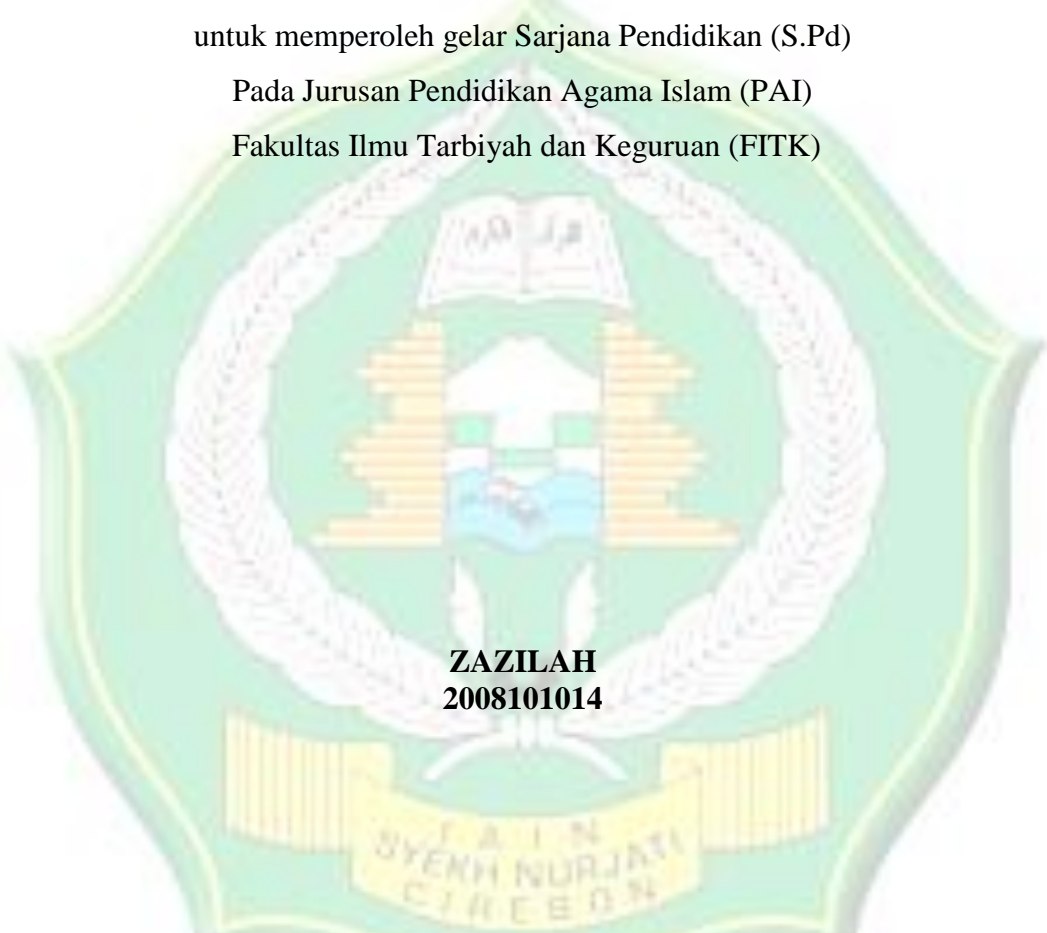 untuk memperoleh gelar Sarjana Pendidikan (S.Pd)
Pada Jurusan Pendidikan Agama Islam (PAI)
Fakultas Ilmu Tarbiyah dan Keguruan (FITK)
ZAZILAH
2008101014
IAIN
SYEKH NURJATI
CIREBON